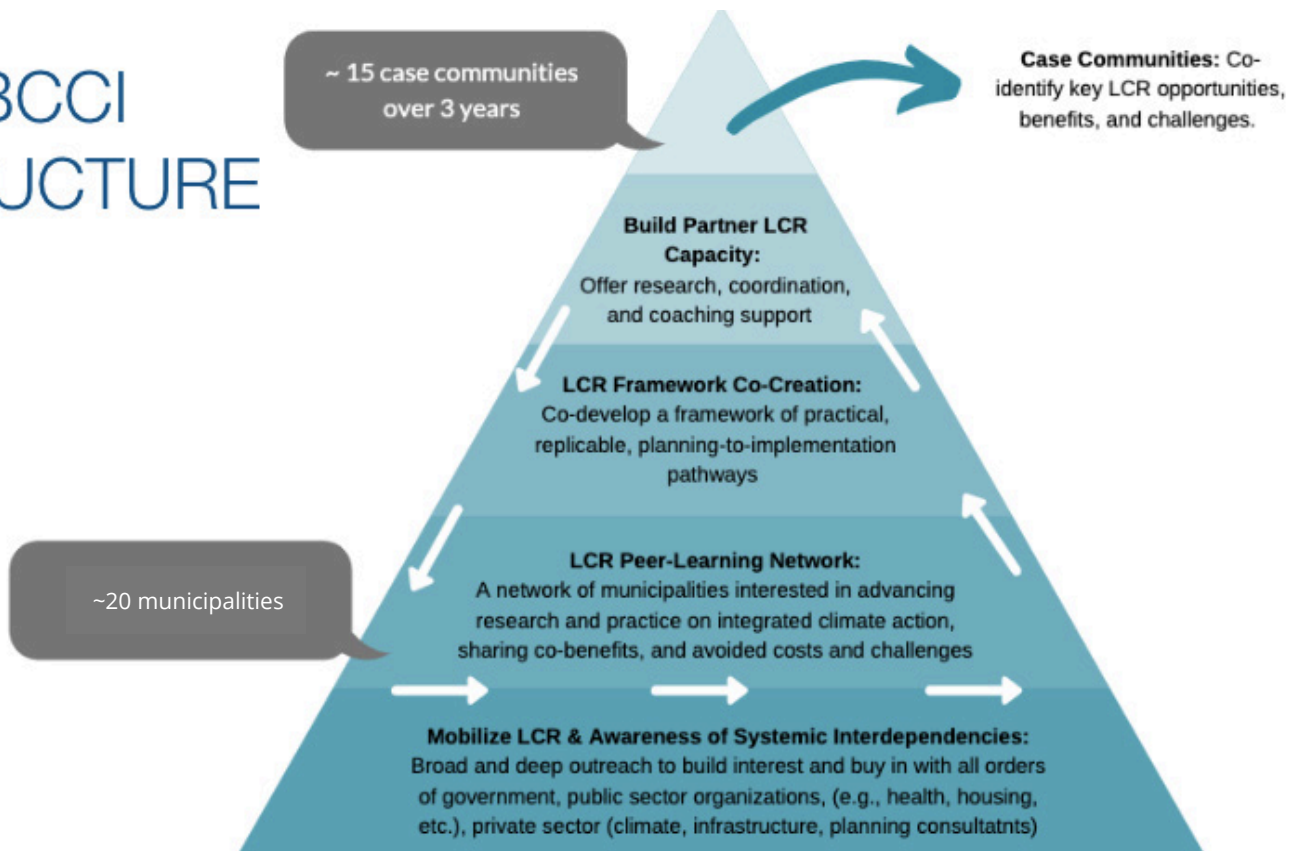 BCCI
UCTURE
~ 15 case communities
over 3 years
Case Communities: Co-
identify key LCR opportunities,
benefits, and challenges.
Build Partner LCR
Capacity:
Offer research, coordination,
and coaching support
LCR Framework Co-Creation:
Co-develop a framework of practical,
replicable, planning-to-implementation
pathways
~20 municipalities
LCR Peer-Learning Network:
A network of municipalities interested in advancing
research and practice on integrated climate action,
sharing co-benefits, and avoided costs and challenges
Mobilize LCR & Awareness of Systemic Interdependencies:
Broad and deep outreach to build interest and buy in with all orders
of government, public sector organizations, (e.g., health, housing,
etc.), private sector (climate, infrastructure, planning consultatnts)